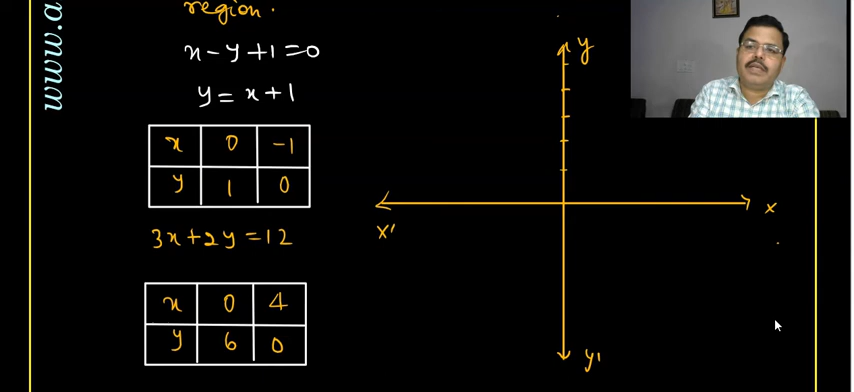 region.
www.a
x - y + 1 = 0
y = x + 1
x 0 -1
y 1 0
3x + 2y = 12
x 0 4
y 6 0
y
x
x'
y'